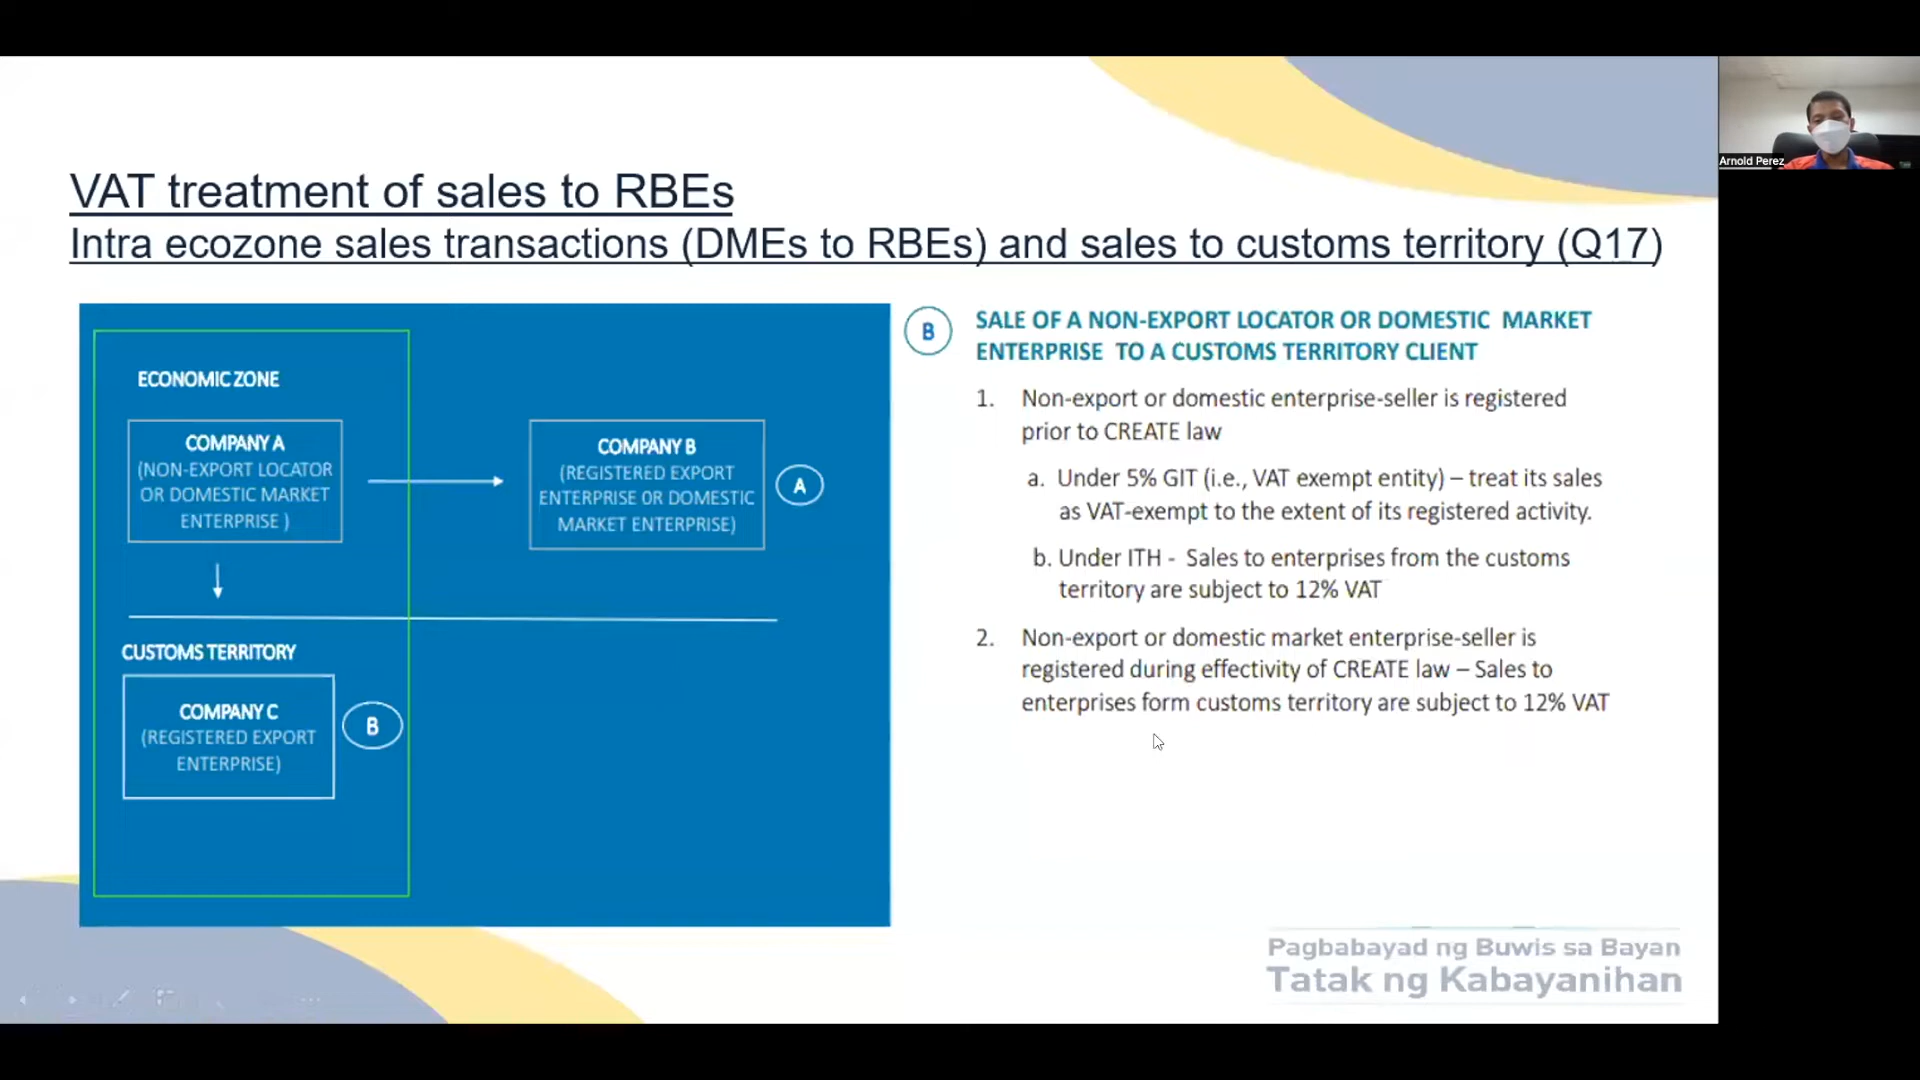 VAT treatment of sales to RBEs
Intra ecozone sales transactions (DMEs to RBEs) and sales to customs territory (Q17)
ECONOMIC ZONE
COMPANY A
(NON-EXPORT LOCATOR
OR DOMESTIC MARKET
ENTERPRISE )
COMPANY B
(REGISTERED EXPORT
ENTERPRISE OR DOMESTIC
MARKET ENTERPRISE)
A
CUSTOMS TERRITORY
COMPANY C
(REGISTERED EXPORT
ENTERPRISE)
B
B
SALE OF A NON-EXPORT LOCATOR OR DOMESTIC MARKET
ENTERPRISE TO A CUSTOMS TERRITORY CLIENT
1. Non-export or domestic enterprise-seller is registered
prior to CREATE law
a. Under 5% GIT (i.e., VAT exempt entity) – treat its sales
as VAT-exempt to the extent of its registered activity.
b. Under ITH - Sales to enterprises from the customs
territory are subject to 12% VAT
2. Non-export or domestic market enterprise-seller is
registered during effectivity of CREATE law – Sales to
enterprises form customs territory are subject to 12% VAT
Pagbabayad ng Buwis sa Bayan
Tatak ng Kabayanihan
Arnold Perez